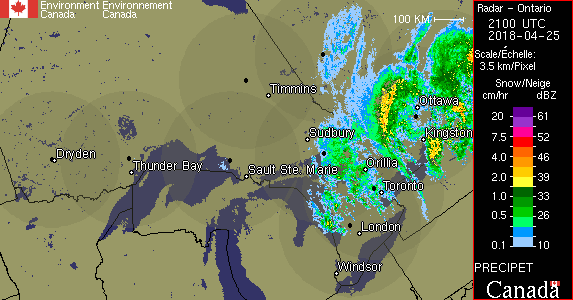 Environment Environnement
Canada Canada
100 KM
Timmins
Ottawa
Sudbury
Kingston
Dryden
Thunder Bay
Sault Ste. Marie
Orillia
Toronto
London
Windsor
Radar - Ontario
2100 UTC
2018-04-25
Scale/Échelle:
3.5 km/Pixel
Snow/Neige
cm/hr dBZ
20 61
7.5 52
4.0 46
2.0 39
1.0 33
0.5 26
0.1 10
PRECIPET
Canada